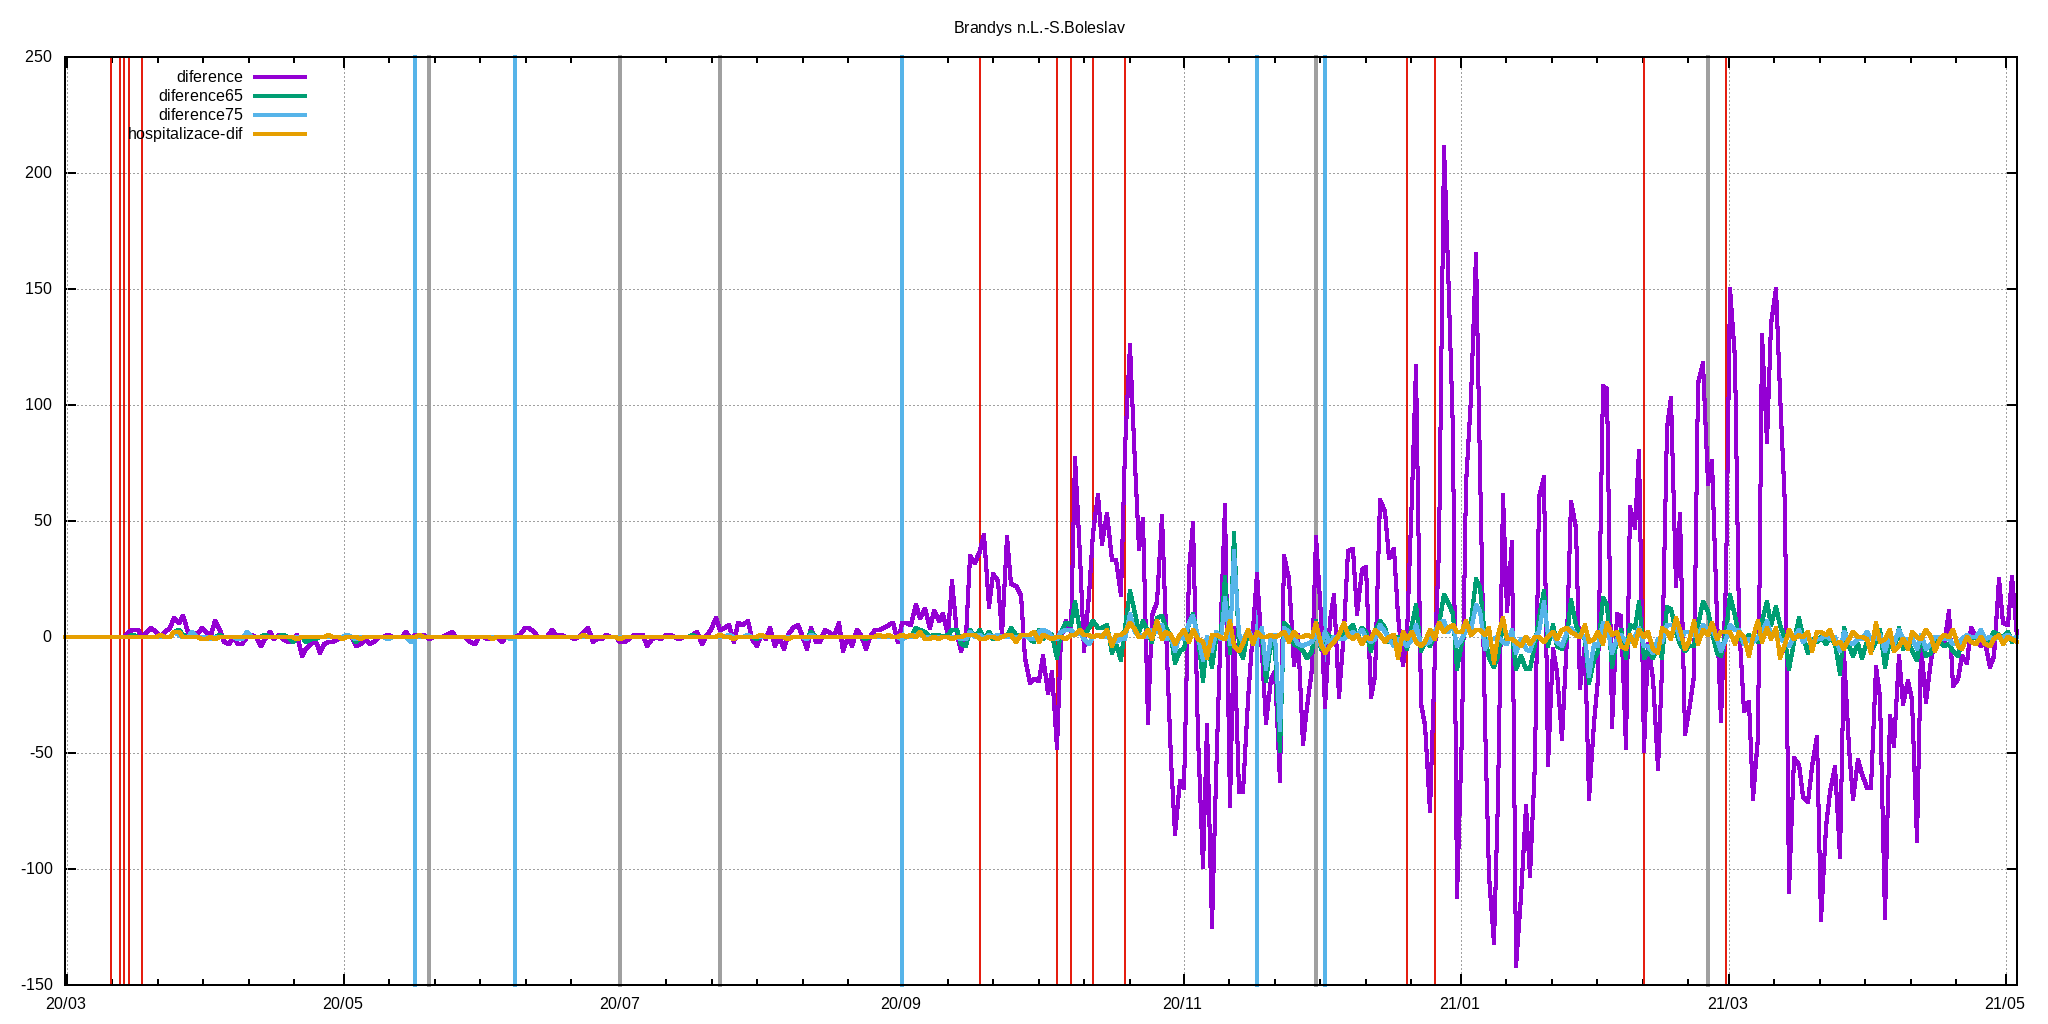 Brandys n.L.-S.Boleslav
250
200
150
100
50
0
-50
-100
-150
diference
diference65
diference75
hospitalizace-dif
20/03 20/05 20/07 20/09 20/11 21/01 21/03 21/05